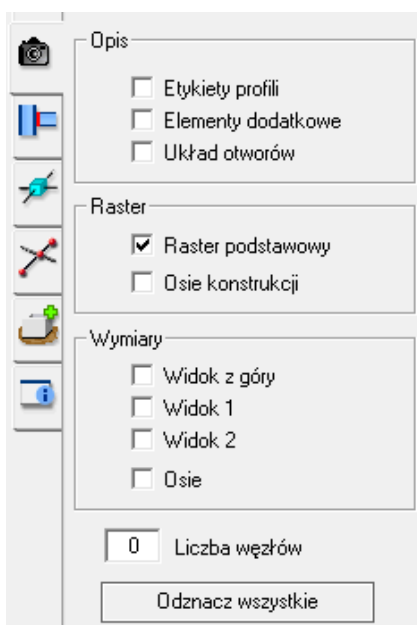 Opis
Etykiety profili
Elementy dodatkowe
Układ otworów
Raster
Raster podstawowy
Osie konstrukcji
Wymiary
Widok z góry
Widok 1
Widok 2
Osie
0 Liczba węzłów
Odznacz wszystkie